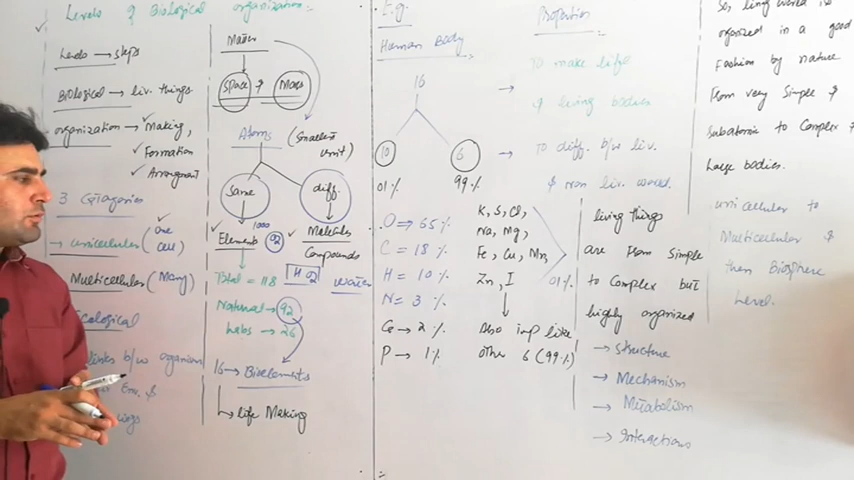 Levels of Biological organization:
Levels → steps
Biological → liv. things
organization → Making,
Formation
Arrangement
3 Categories
→ unicellular (one
cell)
Multicellular (Many)
Ecological
links b/w organism
Env. &
Matter
Space & Mass
Atoms (Smallest
Unit)
Same
diff.
Elements
92
Molecules
Compounds
Total = 118
H O2
water
Natural → 92
Labs → 26
16 → Bioelements
↳ life Making
E.g
Human Body
16
10
6
01%
99%
O → 65%
C = 18%
H = 10%
N = 3%
Ca → 2%
P → 1%
K, S, Cl,
Na, Mg,
Fe, Cu, Mn,
Zn, I
01%
Also imp like
other 6 (99%)
Properties
→ To make life
& living bodies
→ To diff. b/w liv.
& non liv. world.
living things
are from simple
to complex but
highly organized
→ Structure
→ Mechanism
→ Metabolism
→ Interactions
So, living world is
organized in a good
Fashion by nature
From very Simple &
Subatomic to Complex &
Large bodies.
unicellular to
Multicellular &
then Biosphere
Level.